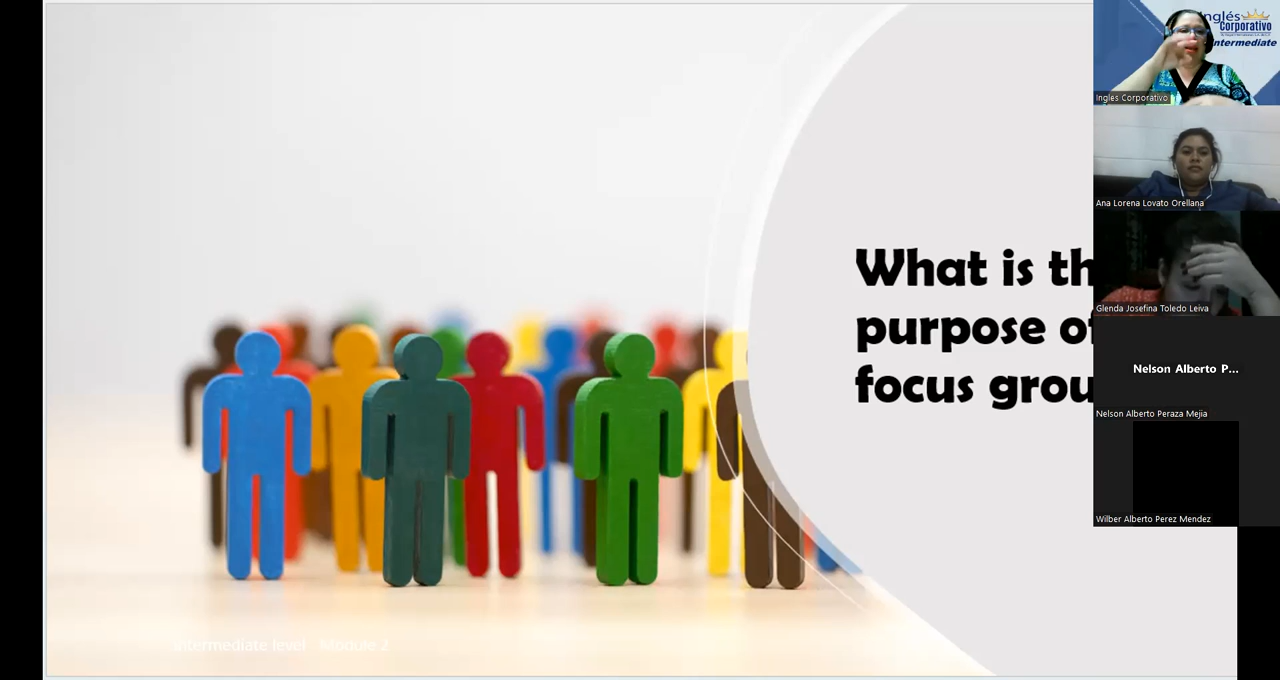 What is th
purpose of
focus grou
Intermediate level - Module 2
Inglés
Corporativo
Intermediate
Ingles Corporativo
Ana Lorena Lovato Orellana
Glenda Josefina Toledo Leiva
Nelson Alberto P...
Nelson Alberto Peraza Mejia
Wilber Alberto Perez Mendez